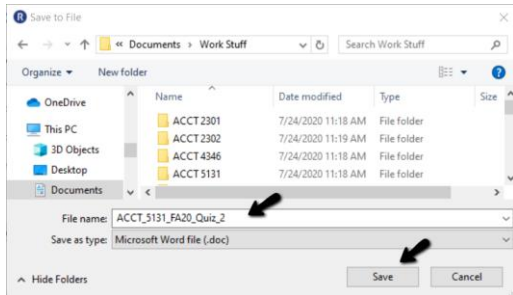 R Save to File
« Documents › Work Stuff
Search Work Stuff
Organize
New folder
?
Name
Date modified
Type
Size
OneDrive
This PC
3D Objects
Desktop
Documents
ACCT 2301 7/24/2020 11:18 AM File folder
ACCT 2302 7/24/2020 11:19 AM File folder
ACCT 4346 7/24/2020 11:18 AM File folder
ACCT 5131 7/24/2020 11:18 AM File folder
File name: ACCT_5131_FA20_Quiz_2
Save as type: Microsoft Word file (.doc)
Hide Folders
Save
Cancel